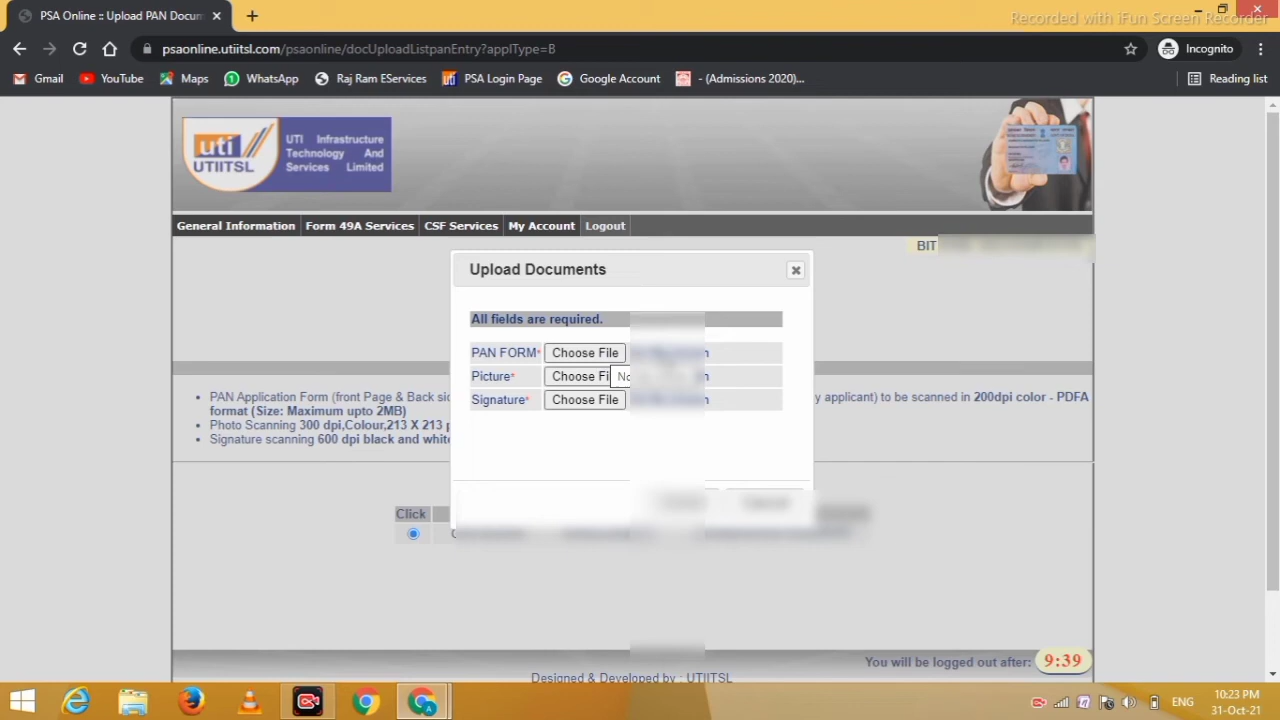 PSA Online :: Upload PAN Docum
Recorded with iFun Screen Recorder
psaonline.utiitsl.com/psaonline/docUploadListpanEntry?applType=B
Incognito
Gmail YouTube Maps WhatsApp Raj Ram EServices PSA Login Page Google Account - (Admissions 2020)... Reading list
uti
UTIITSL
UTI Infrastructure
Technology And
Services Limited
General Information Form 49A Services CSF Services My Account Logout
BIT
Upload Documents
All fields are required.
PAN FORM* Choose File
Picture* Choose Fi No
Signature* Choose File
PAN Application Form (front Page & Back si y applicant) to be scanned in 200dpi color - PDFA
format (Size: Maximum upto 2MB)
Photo Scanning 300 dpi,Colour,213 X 213 p
Signature scanning 600 dpi black and white
Click
You will be logged out after: 9:39
Designed & Developed by : UTIITSL
ENG
10:23 PM
31-Oct-21